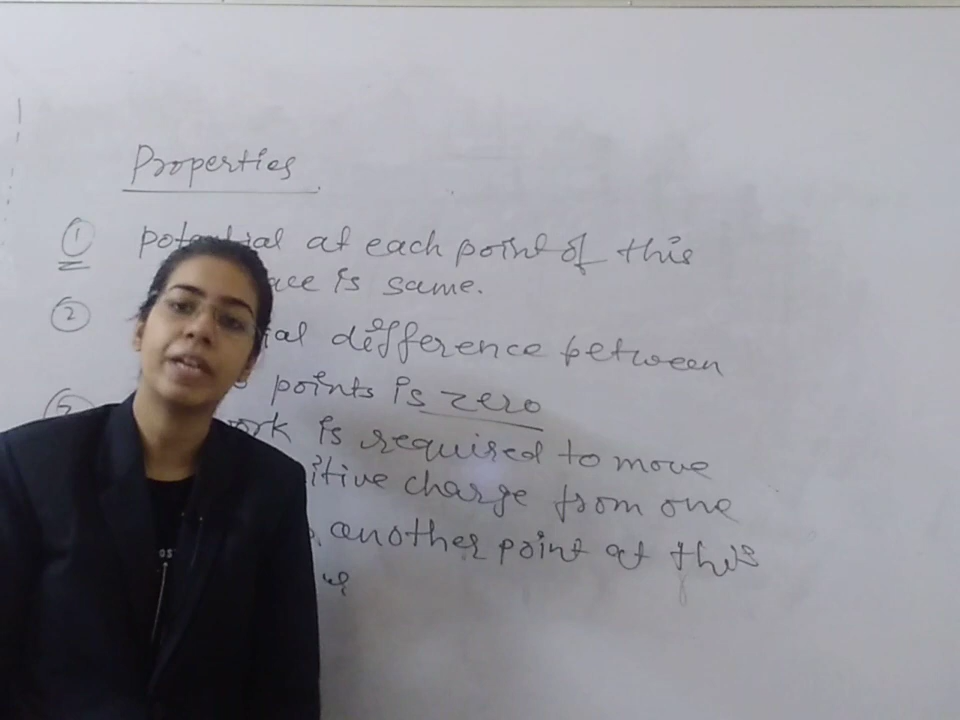 Properties
① potential at each point of this
ace is same.
② ial difference between
points is zero
③ ork is required to move
itive charge from one
another point at this